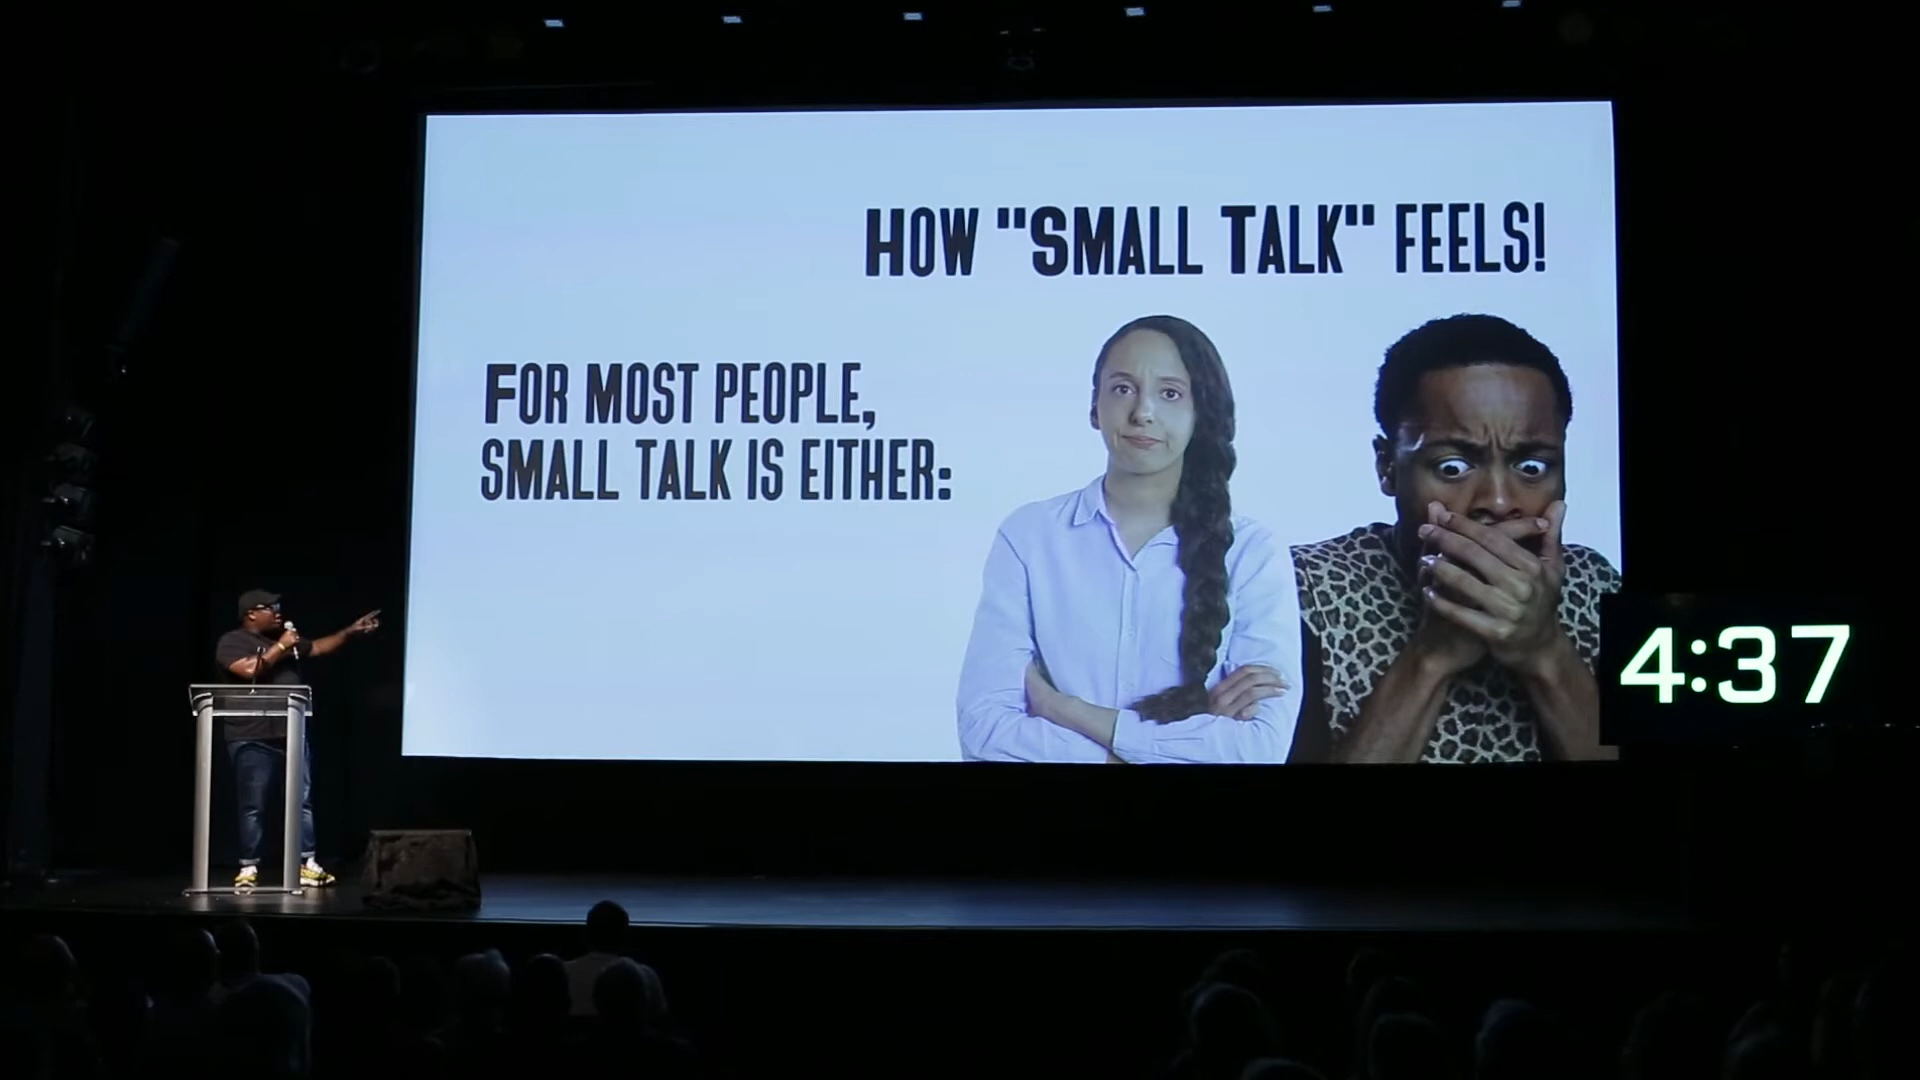 HOW "SMALL TALK" FEELS!
FOR MOST PEOPLE,
SMALL TALK IS EITHER:
4:37